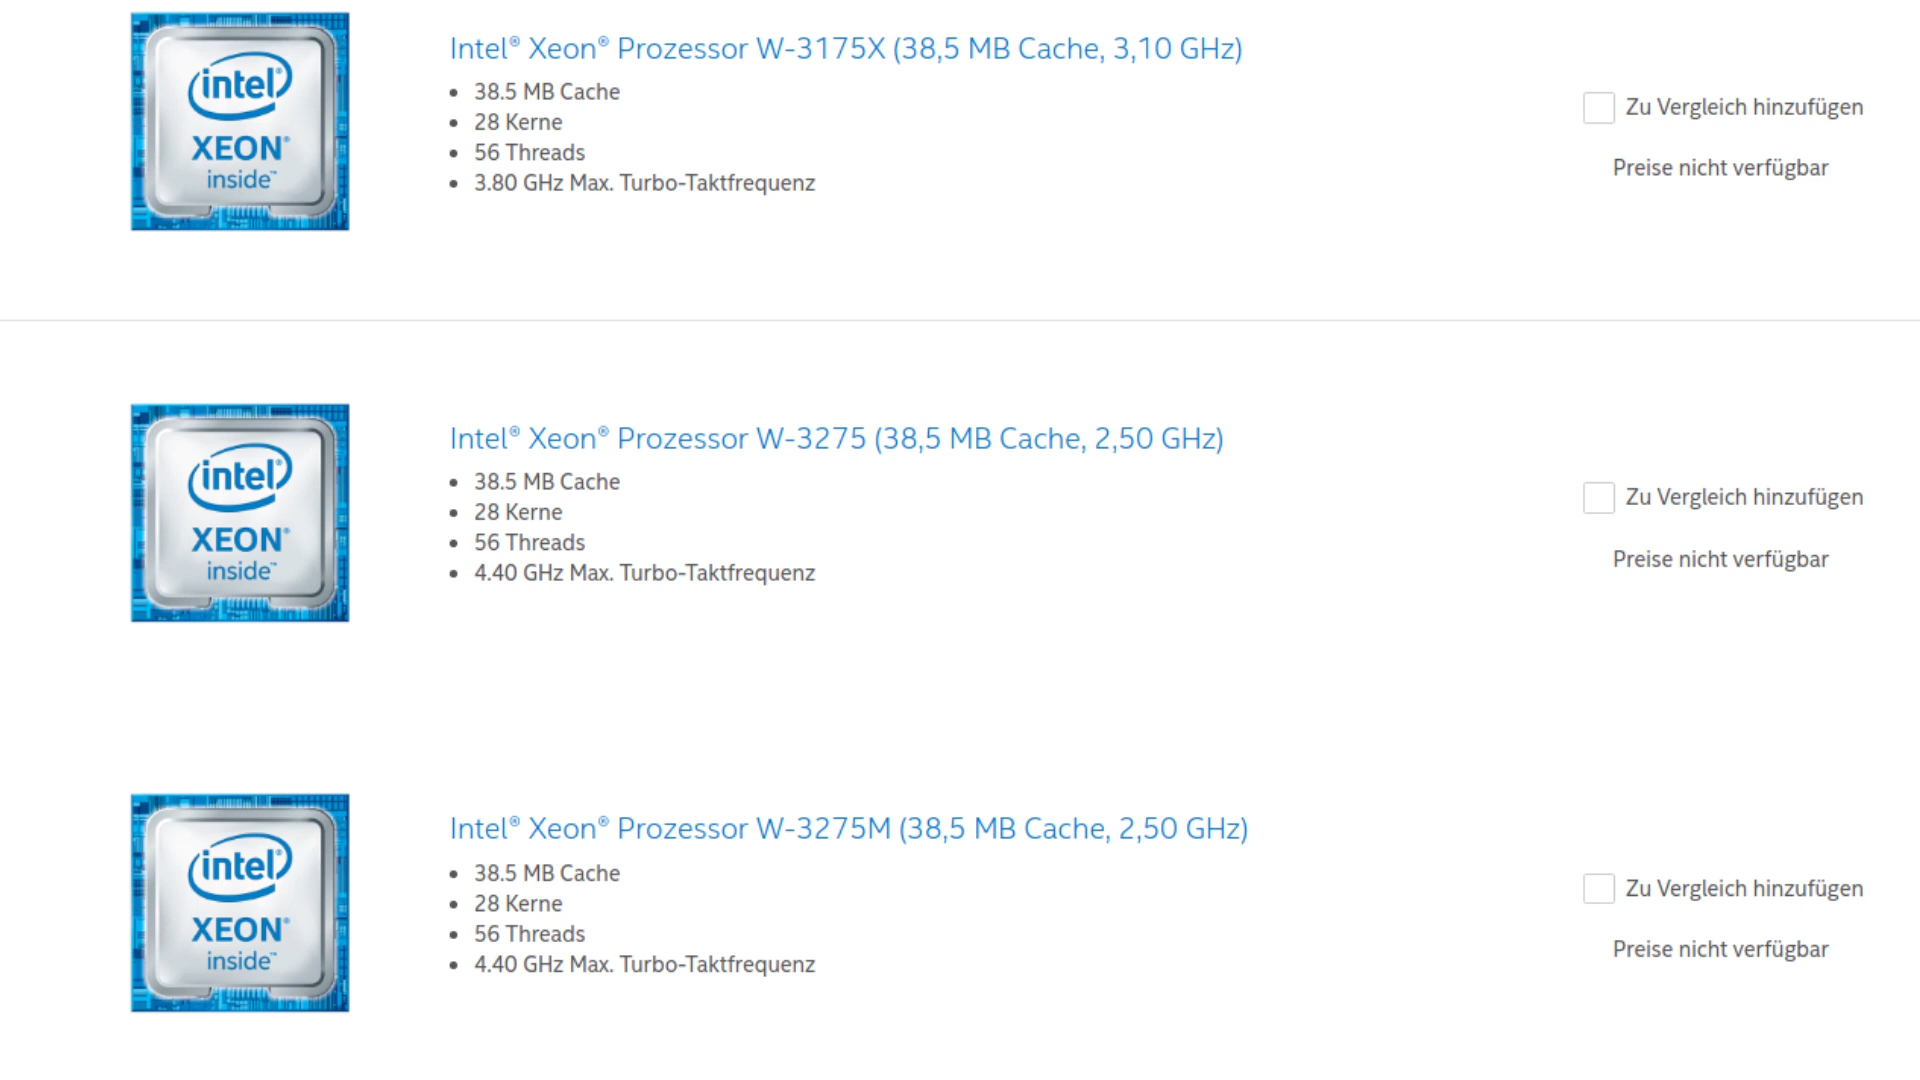 intel®
XEON®
inside™
Intel® Xeon® Prozessor W-3175X (38,5 MB Cache, 3,10 GHz)
• 38.5 MB Cache
• 28 Kerne
• 56 Threads
• 3.80 GHz Max. Turbo-Taktfrequenz
Zu Vergleich hinzufügen
Preise nicht verfügbar
intel®
XEON®
inside™
Intel® Xeon® Prozessor W-3275 (38,5 MB Cache, 2,50 GHz)
• 38.5 MB Cache
• 28 Kerne
• 56 Threads
• 4.40 GHz Max. Turbo-Taktfrequenz
Zu Vergleich hinzufügen
Preise nicht verfügbar
intel®
XEON®
inside™
Intel® Xeon® Prozessor W-3275M (38,5 MB Cache, 2,50 GHz)
• 38.5 MB Cache
• 28 Kerne
• 56 Threads
• 4.40 GHz Max. Turbo-Taktfrequenz
Zu Vergleich hinzufügen
Preise nicht verfügbar